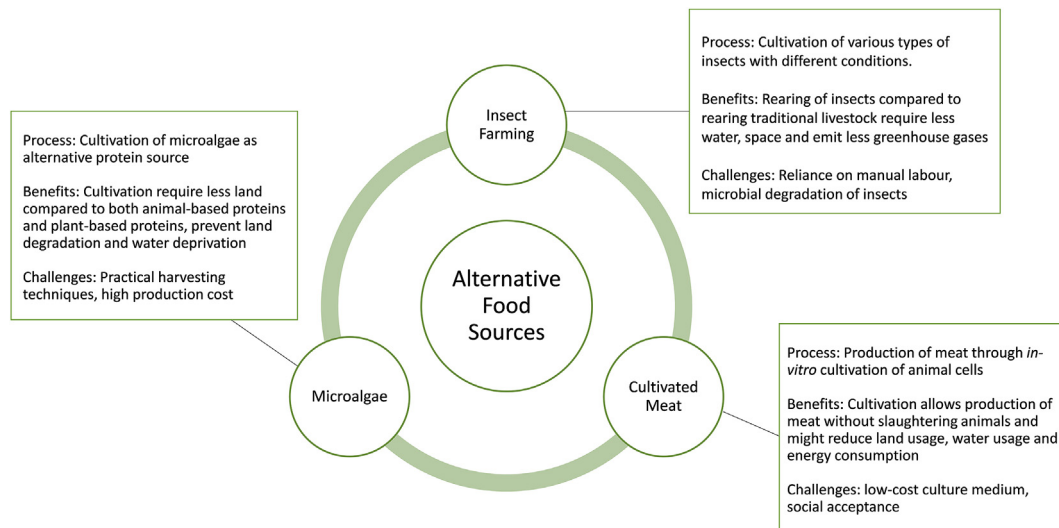 Process: Cultivation of various types of
insects with different conditions.
Benefits: Rearing of insects compared to
rearing traditional livestock require less
water, space and emit less greenhouse gases
Challenges: Reliance on manual labour,
microbial degradation of insects
Insect
Farming
Process: Cultivation of microalgae as
alternative protein source
Benefits: Cultivation require less land
compared to both animal-based proteins
and plant-based proteins, prevent land
degradation and water deprivation
Challenges: Practical harvesting
techniques, high production cost
Alternative
Food
Sources
Microalgae
Cultivated
Meat
Process: Production of meat through in-
vitro cultivation of animal cells
Benefits: Cultivation allows production of
meat without slaughtering animals and
might reduce land usage, water usage and
energy consumption
Challenges: low-cost culture medium,
social acceptance